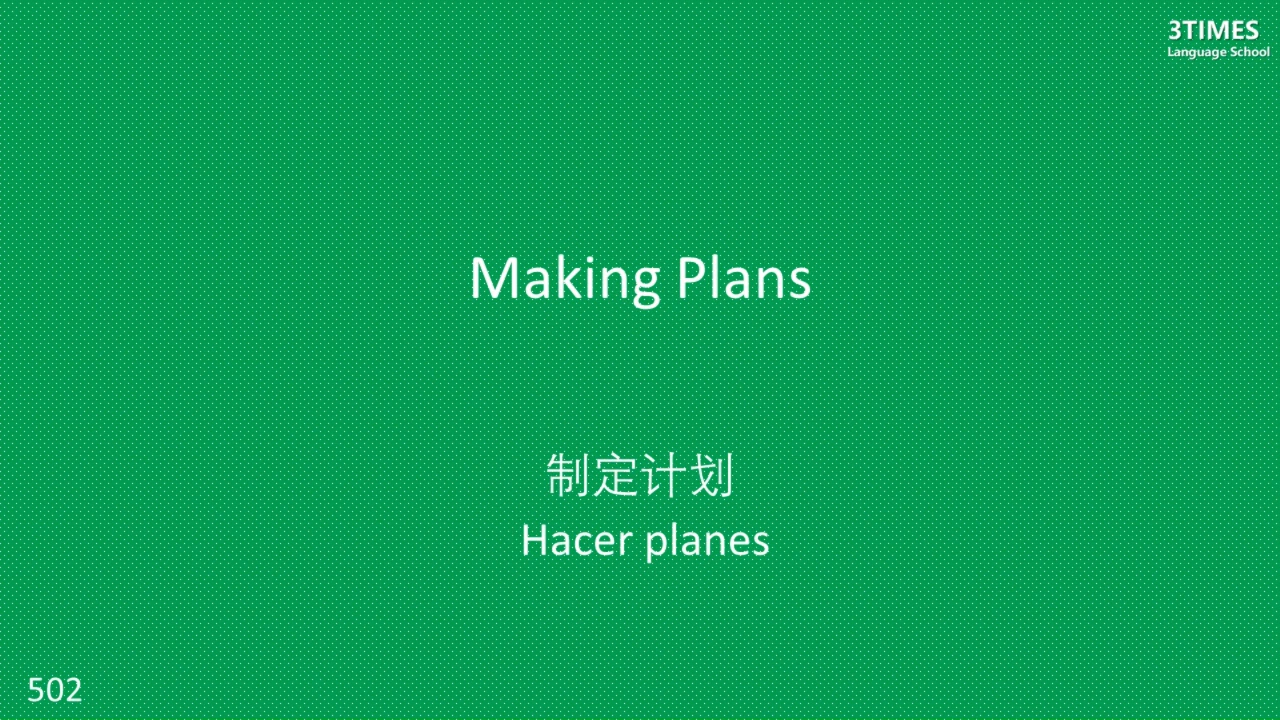 3TIMES
Language School
Making Plans
制定计划
Hacer planes
502